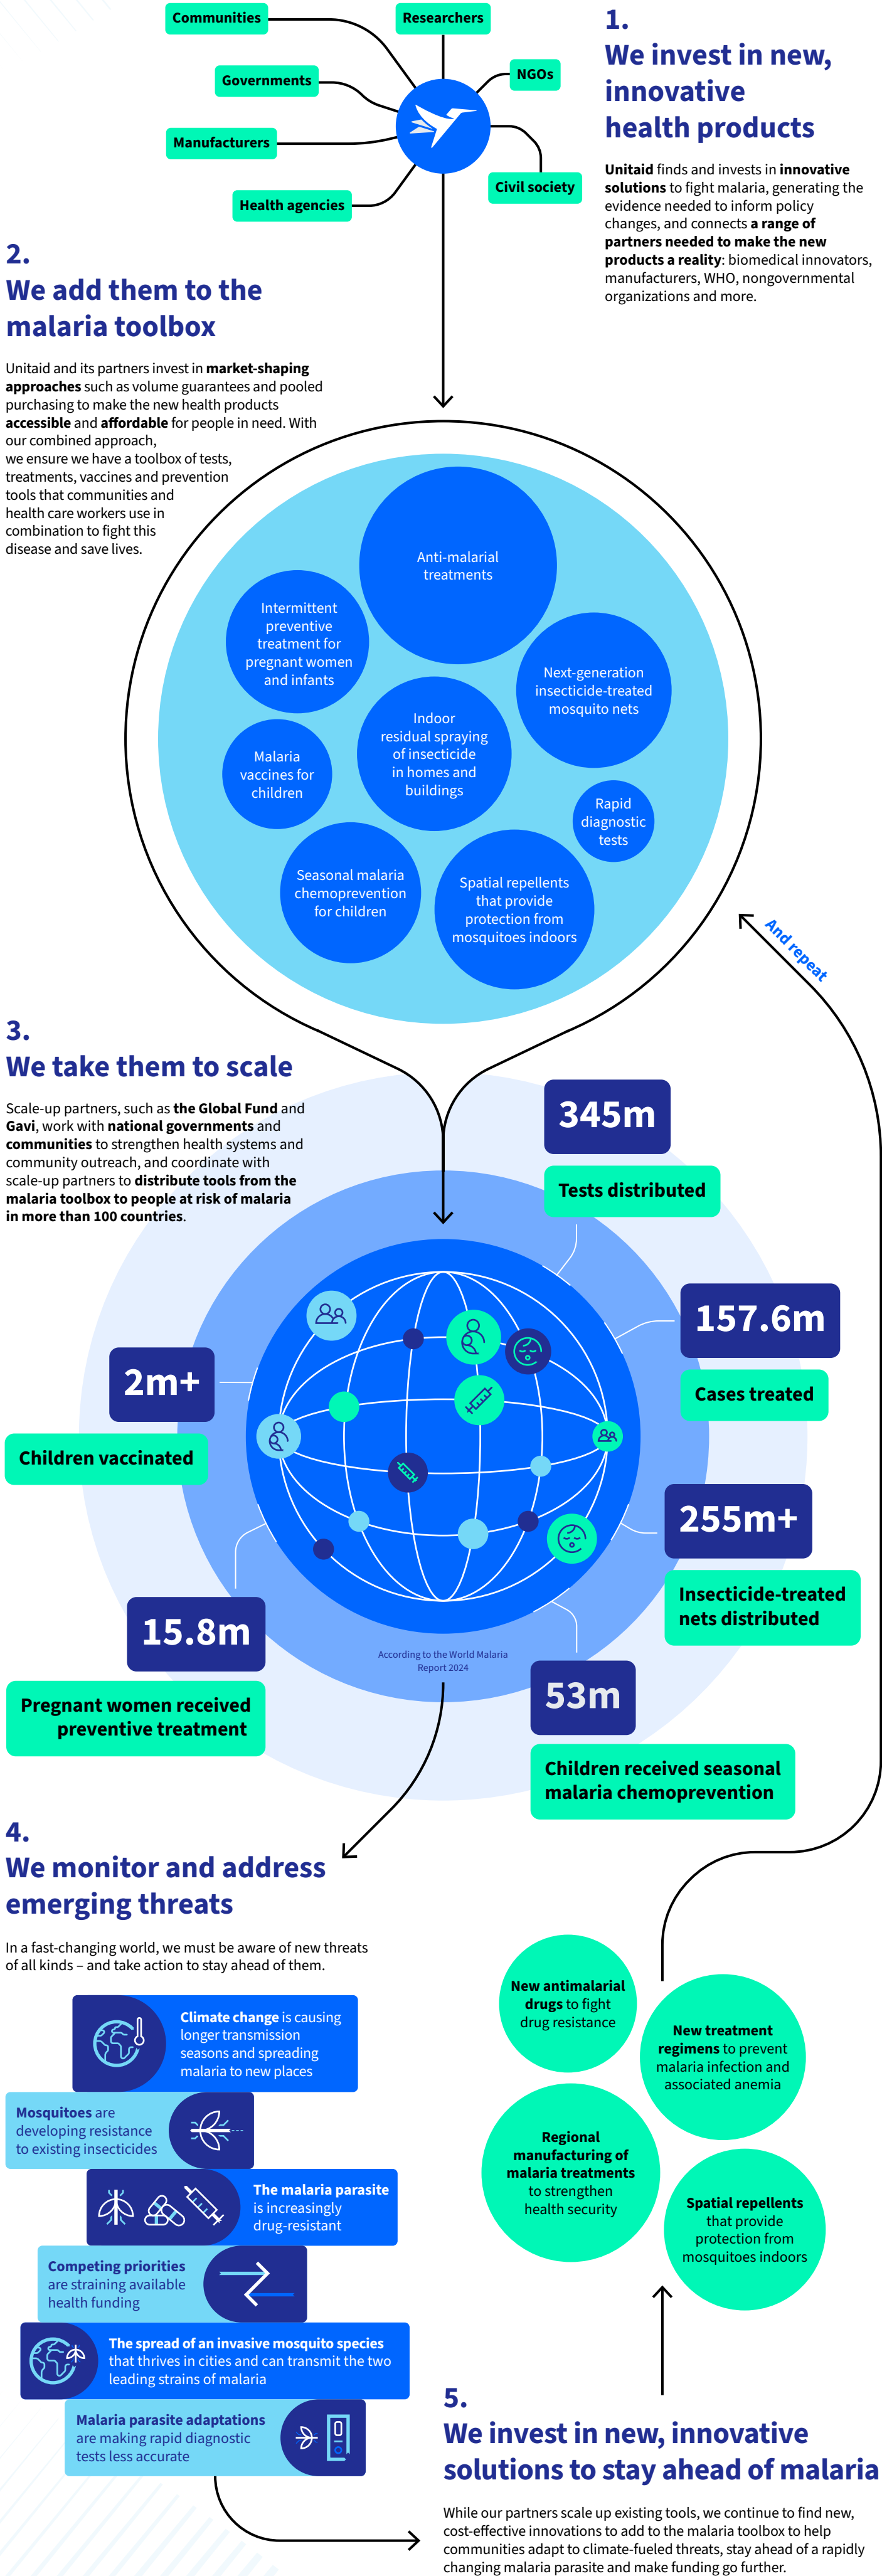 Communities
Researchers
Governments
NGOs
Manufacturers
Civil society
Health agencies
1.
We invest in new,
innovative
health products
Unitaid finds and invests in innovative
solutions to fight malaria, generating the
evidence needed to inform policy
changes, and connects a range of
partners needed to make the new
products a reality: biomedical innovators,
manufacturers, WHO, nongovernmental
organizations and more.
2.
We add them to the
malaria toolbox
Unitaid and its partners invest in market-shaping
approaches such as volume guarantees and pooled
purchasing to make the new health products
accessible and affordable for people in need. With
our combined approach,
we ensure we have a toolbox of tests,
treatments, vaccines and prevention
tools that communities and
health care workers use in
combination to fight this
disease and save lives.
Anti-malarial
treatments
Intermittent
preventive
treatment for
pregnant women
and infants
Next-generation
insecticide-treated
mosquito nets
Indoor
residual spraying
of insecticide
in homes and
buildings
Malaria
vaccines for
children
Rapid
diagnostic
tests
Seasonal malaria
chemoprevention
for children
Spatial repellents
that provide
protection from
mosquitoes indoors
And repeat
3.
We take them to scale
Scale-up partners, such as the Global Fund and
Gavi, work with national governments and
communities to strengthen health systems and
community outreach, and coordinate with
scale-up partners to distribute tools from the
malaria toolbox to people at risk of malaria
in more than 100 countries.
345m
Tests distributed
157.6m
Cases treated
2m+
Children vaccinated
255m+
Insecticide-treated
nets distributed
15.8m
Pregnant women received
preventive treatment
According to the World Malaria
Report 2024
53m
Children received seasonal
malaria chemoprevention
4.
We monitor and address
emerging threats
In a fast-changing world, we must be aware of new threats
of all kinds – and take action to stay ahead of them.
Climate change is causing
longer transmission
seasons and spreading
malaria to new places
Mosquitoes are
developing resistance
to existing insecticides
The malaria parasite
is increasingly
drug-resistant
Competing priorities
are straining available
health funding
The spread of an invasive mosquito species
that thrives in cities and can transmit the two
leading strains of malaria
Malaria parasite adaptations
are making rapid diagnostic
tests less accurate
New antimalarial
drugs to fight
drug resistance
New treatment
regimens to prevent
malaria infection and
associated anemia
Regional
manufacturing of
malaria treatments
to strengthen
health security
Spatial repellents
that provide
protection from
mosquitoes indoors
5.
We invest in new, innovative
solutions to stay ahead of malaria
While our partners scale up existing tools, we continue to find new,
cost-effective innovations to add to the malaria toolbox to help
communities adapt to climate-fueled threats, stay ahead of a rapidly
changing malaria parasite and make funding go further.